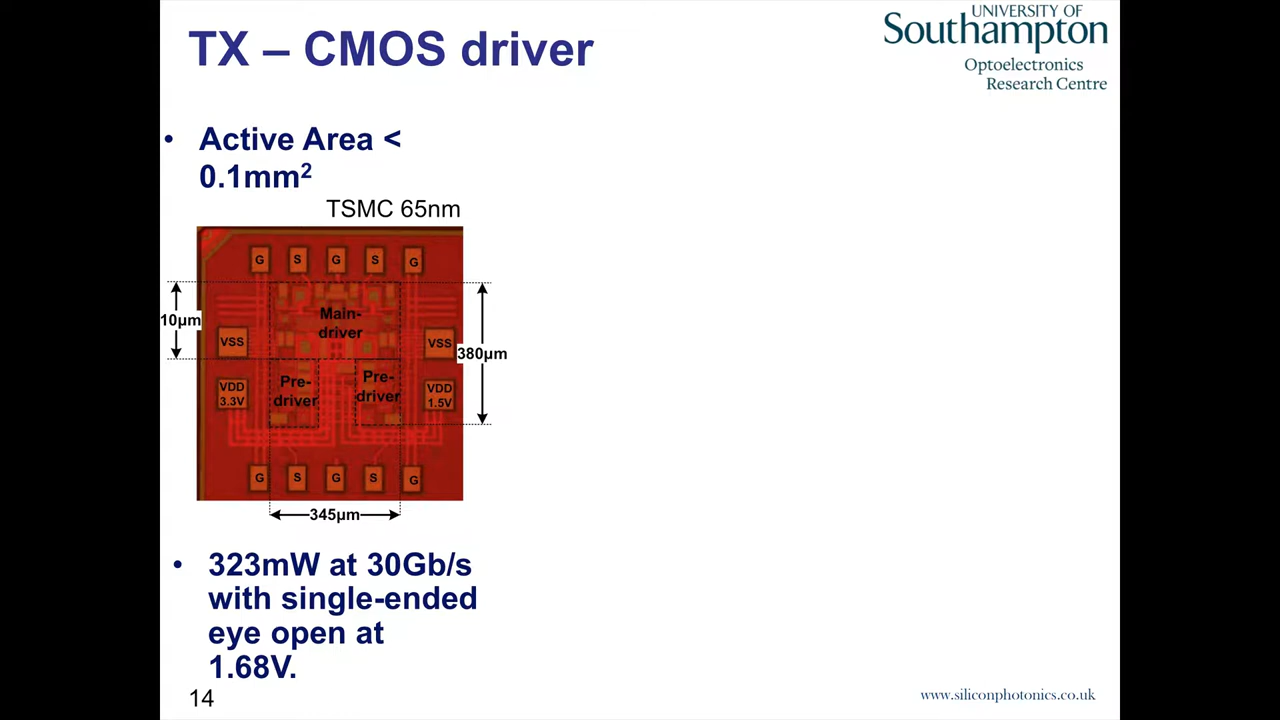 TX – CMOS driver
UNIVERSITY OF
Southampton
Optoelectronics
Research Centre
• Active Area <
0.1mm²
TSMC 65nm
G S G S G
Main-
driver
10µm
VSS
VSS
380µm
Pre-
driver
Pre-
driver
VDD
3.3V
VDD
1.5V
G S G S G
345µm
• 323mW at 30Gb/s
with single-ended
eye open at
1.68V.
14
www.siliconphotonics.co.uk